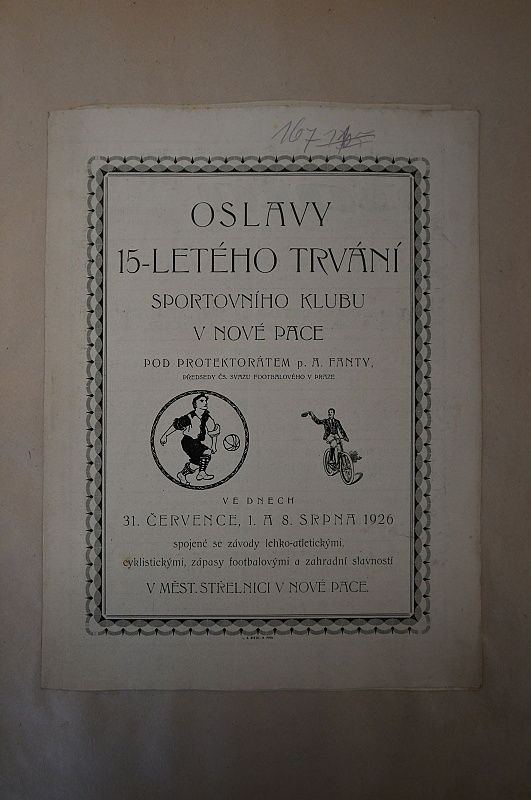 167
OSLAVY
15-LETÉHO TRVÁNÍ
SPORTOVNÍHO KLUBU
V NOVÉ PACE
POD PROTEKTORÁTEM p. A. FANTY,
PŘEDSEDY ČS. SVAZU FOOTBALOVÉHO V PRAZE
VE DNECH
31. ČERVENCE, 1. A 8. SRPNA 1926
spojené se závody lehko-atletickými,
cyklistickými, zápasy footbalovými a zahradní slavností
V MĚST. STŘELNICI V NOVÉ PACE.